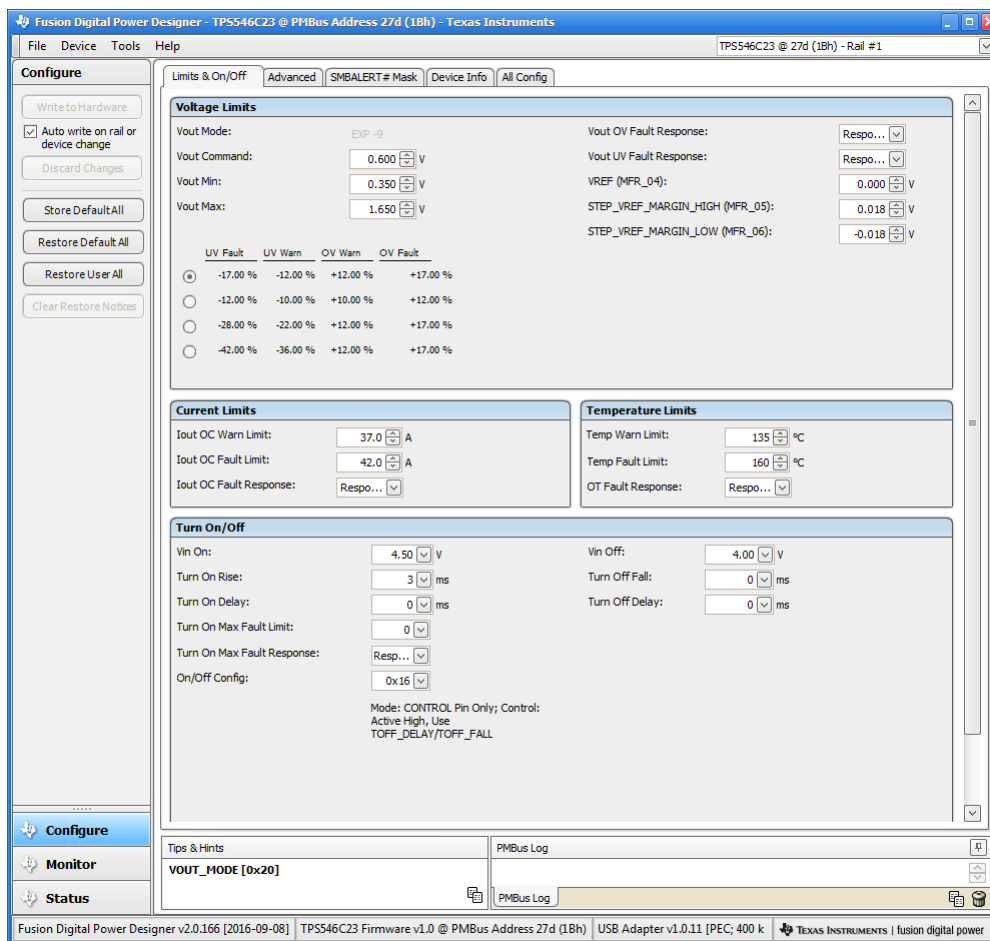 Fusion Digital Power Designer - TPS546C23 @ PMBus Address 27d (1Bh) - Texas Instruments
File Device Tools Help
TPS546C23 @ 27d (1Bh) - Rail #1
Configure
Write to Hardware
Auto write on rail or
device change
Discard Changes
Store Default All
Restore Default All
Restore User All
Clear Restore Notices
Limits & On/Off Advanced SMBALERT# Mask Device Info All Config
Voltage Limits
Vout Mode: EXP -9
Vout Command: 0.600 V
Vout Min: 0.350 V
Vout Max: 1.650 V
Vout OV Fault Response: Respo...
Vout UV Fault Response: Respo...
VREF (MFR_04): 0.000 V
STEP_VREF_MARGIN_HIGH (MFR_05): 0.018 V
STEP_VREF_MARGIN_LOW (MFR_06): -0.018 V
UV Fault UV Warn OV Warn OV Fault
-17.00 % -12.00 % +12.00 % +17.00 %
-12.00 % -10.00 % +10.00 % +12.00 %
-28.00 % -22.00 % +12.00 % +17.00 %
-42.00 % -36.00 % +12.00 % +17.00 %
Current Limits
Iout OC Warn Limit: 37.0 A
Iout OC Fault Limit: 42.0 A
Iout OC Fault Response: Respo...
Temperature Limits
Temp Warn Limit: 135 ºC
Temp Fault Limit: 160 ºC
OT Fault Response: Respo...
Turn On/Off
Vin On: 4.50 V
Turn On Rise: 3 ms
Turn On Delay: 0 ms
Turn On Max Fault Limit: 0
Turn On Max Fault Response: Resp...
On/Off Config: 0x16
Mode: CONTROL Pin Only; Control:
Active High, Use
TOFF_DELAY/TOFF_FALL
Vin Off: 4.00 V
Turn Off Fall: 0 ms
Turn Off Delay: 0 ms
Configure
Monitor
Status
Tips & Hints
VOUT_MODE [0x20]
PMBus Log
PMBus Log
Fusion Digital Power Designer v2.0.166 [2016-09-08] TPS546C23 Firmware v1.0 @ PMBus Address 27d (1Bh) USB Adapter v1.0.11 [PEC; 400 k TEXAS INSTRUMENTS | fusion digital power